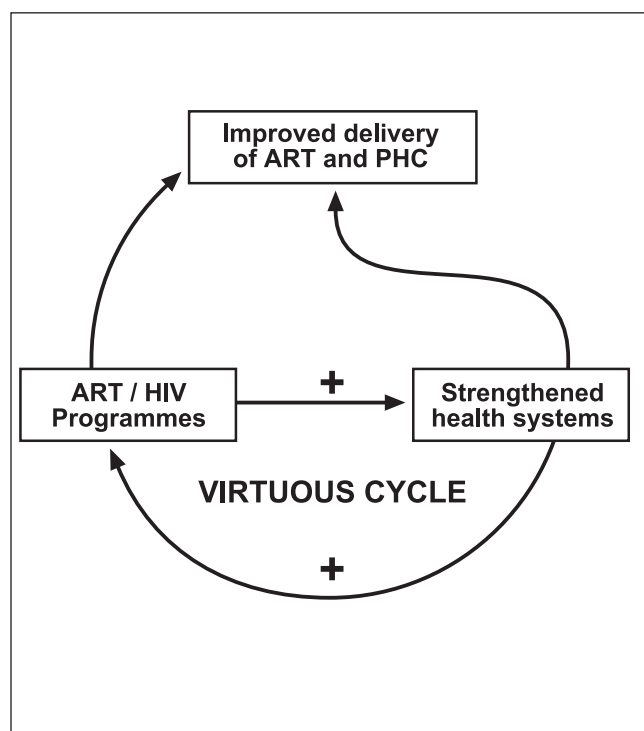 Improved delivery
of ART and PHC
+
ART / HIV
Programmes
Strengthened
health systems
VIRTUOUS CYCLE
+